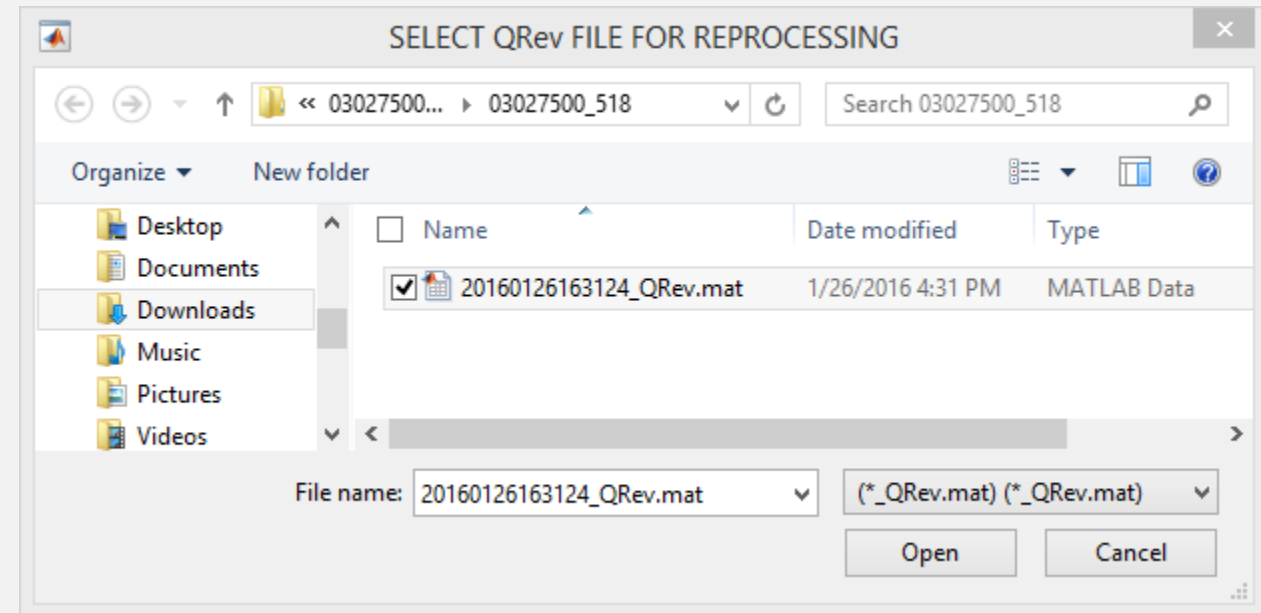 SELECT QRev FILE FOR REPROCESSING
« 03027500... 03027500_518 Search 03027500_518
Organize New folder
Desktop Name Date modified Type
Documents
20160126163124_QRev.mat 1/26/2016 4:31 PM MATLAB Data
Downloads
Music
Pictures
Videos
File name: 20160126163124_QRev.mat (*_QRev.mat) (*_QRev.mat)
Open Cancel